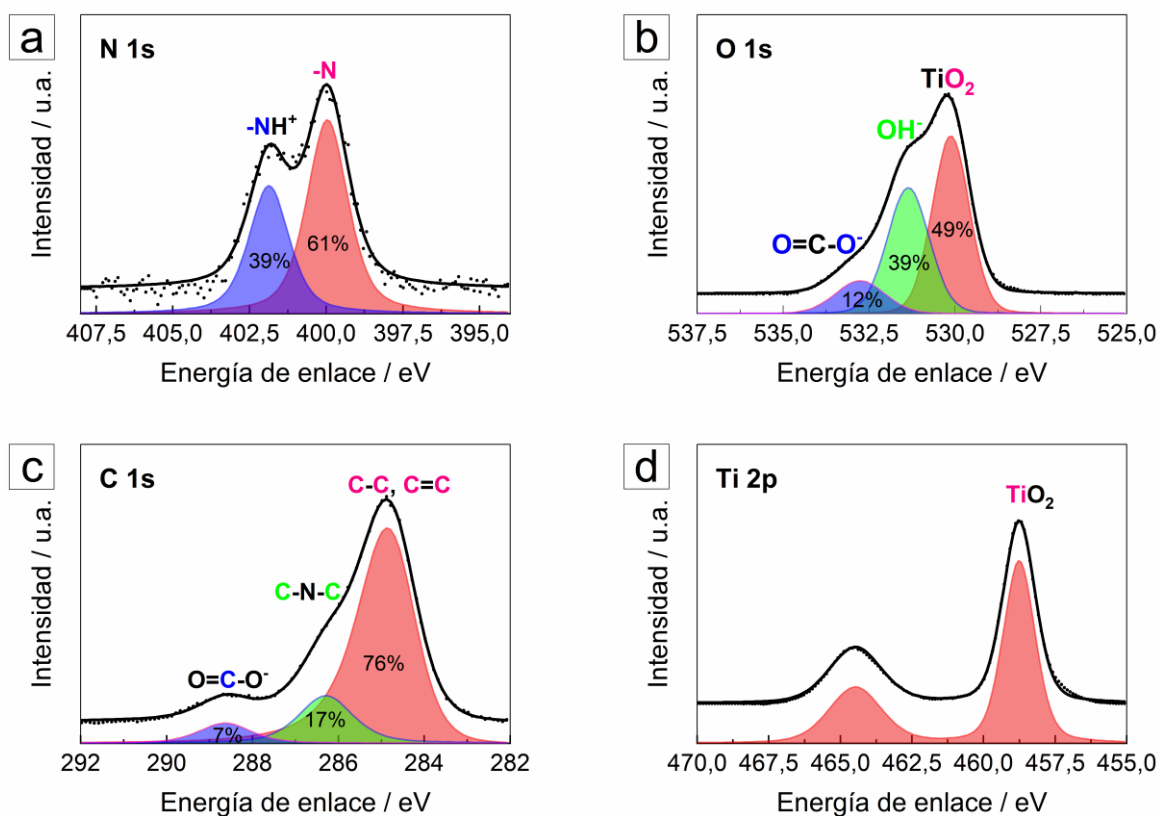 a
N 1s
-N
-NH⁺
61%
39%
Intensidad / u.a.
407,5 405,0 402,5 400,0 397,5 395,0
Energía de enlace / eV
b
O 1s
TiO₂
OH⁻
O=C-O⁻
49%
39%
12%
Intensidad / u.a.
537,5 535,0 532,5 530,0 527,5 525,0
Energía de enlace / eV
c
C 1s
C-C, C=C
C-N-C
O=C-O⁻
76%
17%
7%
Intensidad / u.a.
292 290 288 286 284 282
Energía de enlace / eV
d
Ti 2p
TiO₂
Intensidad / u.a.
470,0 467,5 465,0 462,5 460,0 457,5 455,0
Energía de enlace / eV